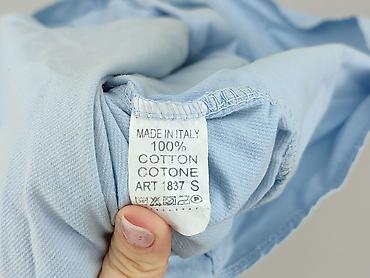 MADE IN ITALY
100%
COTTON
COTONE
ART 1837 S